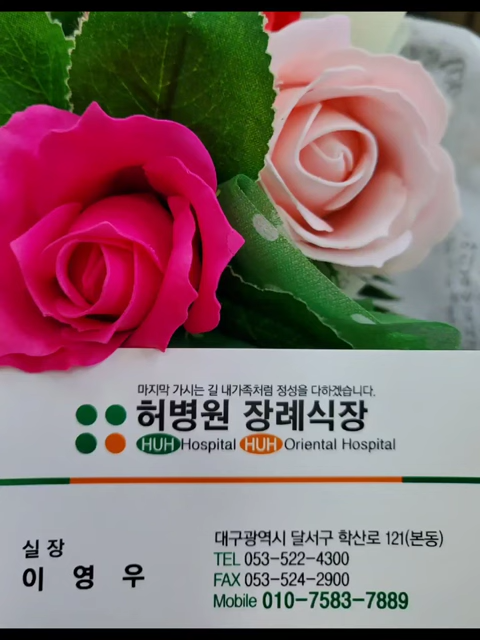 마지막 가시는 길 내가족처럼 정성을 다하겠습니다.
허병원 장례식장
HUH Hospital HUH Oriental Hospital
실 장
이 영 우
대구광역시 달서구 학산로 121(본동)
TEL 053-522-4300
FAX 053-524-2900
Mobile 010-7583-7889